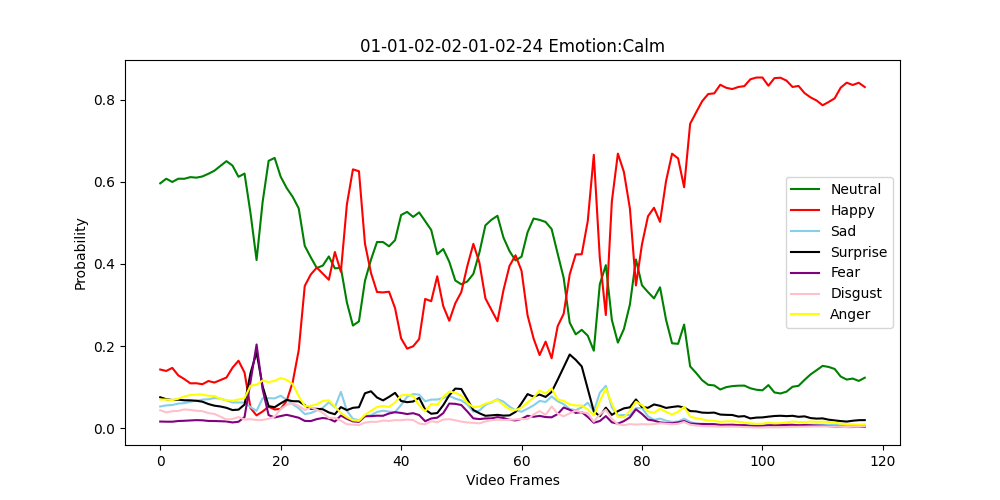 01-01-02-02-01-02-24 Emotion:Calm
Probability
0.8
0.6
0.4
0.2
0.0
Neutral
Happy
Sad
Surprise
Fear
Disgust
Anger
0 20 40 60 80 100 120
Video Frames